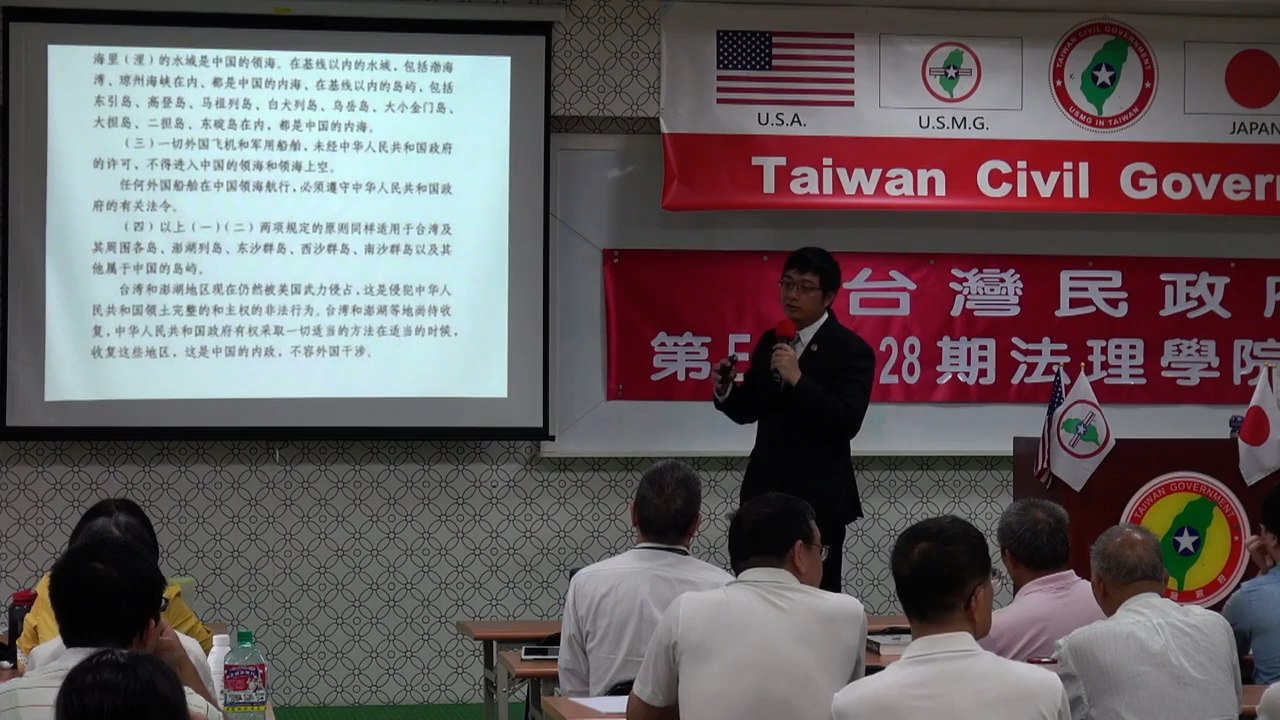 海里（浬）的水域是中国的领海。在基线以内的水域，包括渤海
湾、琼州海峡在内、都是中国的内海、在基线以内的岛屿，包括
东引岛、高登岛、马祖列岛、白犬列岛、乌岳岛、大小金门岛、
大担岛、二担岛、东碇岛在内，都是中国的内海。
（三）一切外国飞机和军用船舶，未经中华人民共和国政府
的许可，不得进入中国的领海和领海上空。
任何外国船舶在中国领海航行，必须遵守中华人民共和国政
府的有关法令。
（四）以上（一）（二）两项规定的原则同样适用于台湾及
其周围各岛、澎湖列岛、东沙群岛、西沙群岛、南沙群岛以及其
他属于中国的岛屿。
台湾和澎湖地区现在仍然被美国武力侵占，这是侵犯中华人
民共和国领土完整的和主权的非法行为。台湾和澎湖等地尚待收
复，中华人民共和国政府有权采取一切适当的方法在适当的时候，
收复这些地区，这是中国的内政，不容外国干涉。
U.S.A.
U.S.M.G.
TAIWAN CIVIL GOVERNMENT
USMG IN TAIWAN
JAPAN
Taiwan Civil Govern
台灣民政府
第 28期法理學院
TAIWAN GOVERNMENT